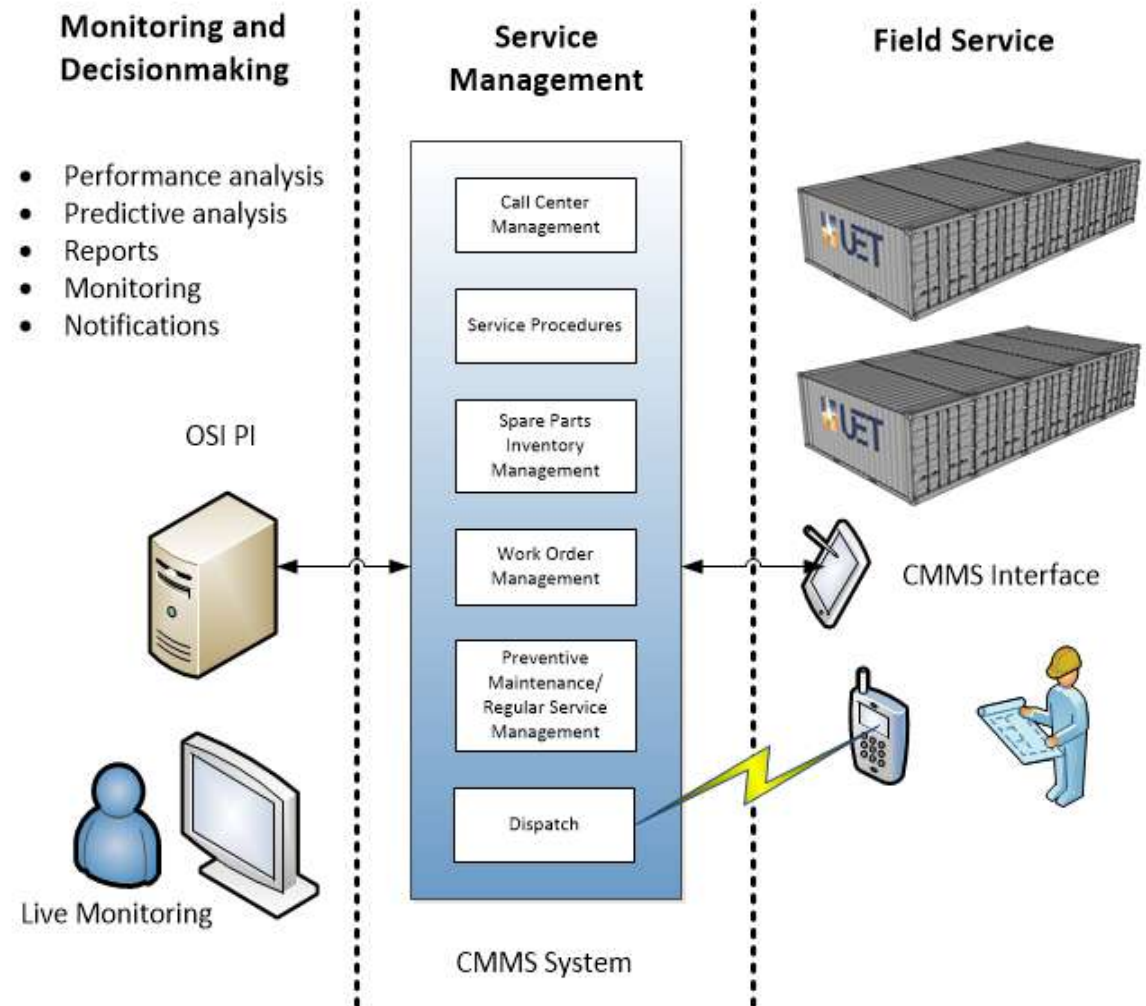 Monitoring and
Decisionmaking
• Performance analysis
• Predictive analysis
• Reports
• Monitoring
• Notifications
OSI PI
Live Monitoring
Service
Management
Call Center
Management
Service Procedures
Spare Parts
Inventory
Management
Work Order
Management
Preventive
Maintenance/
Regular Service
Management
Dispatch
CMMS System
Field Service
UET
UET
CMMS Interface